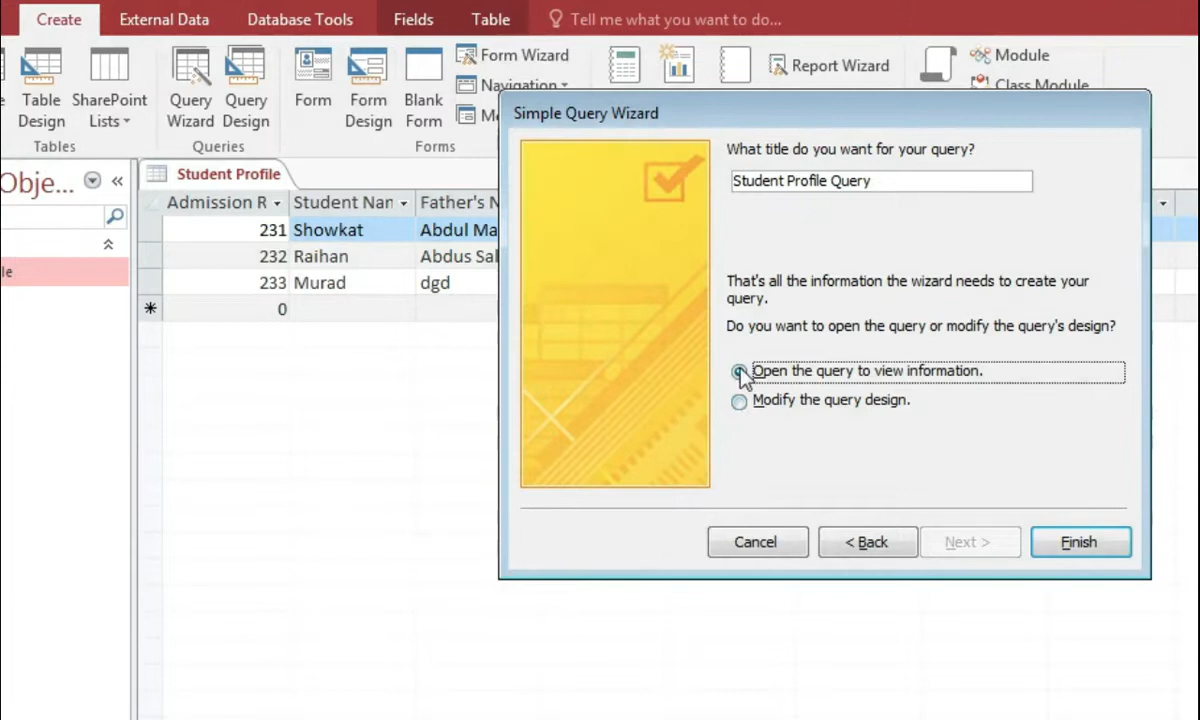 Create External Data Database Tools Fields Table Tell me what you want to do...
Table Design
SharePoint Lists
Query Wizard
Query Design
Form
Form Design
Blank Form
Form Wizard
Navigation
Report Wizard
Module
Class Module
Tables Queries Forms
Obje... «
Student Profile
Admission R Student Nar Father's N
231 Showkat Abdul Ma
232 Raihan Abdus Sal
233 Murad dgd
* 0
le
Simple Query Wizard
What title do you want for your query?
Student Profile Query
That's all the information the wizard needs to create your
query.
Do you want to open the query or modify the query's design?
Open the query to view information.
Modify the query design.
Cancel < Back Next > Finish